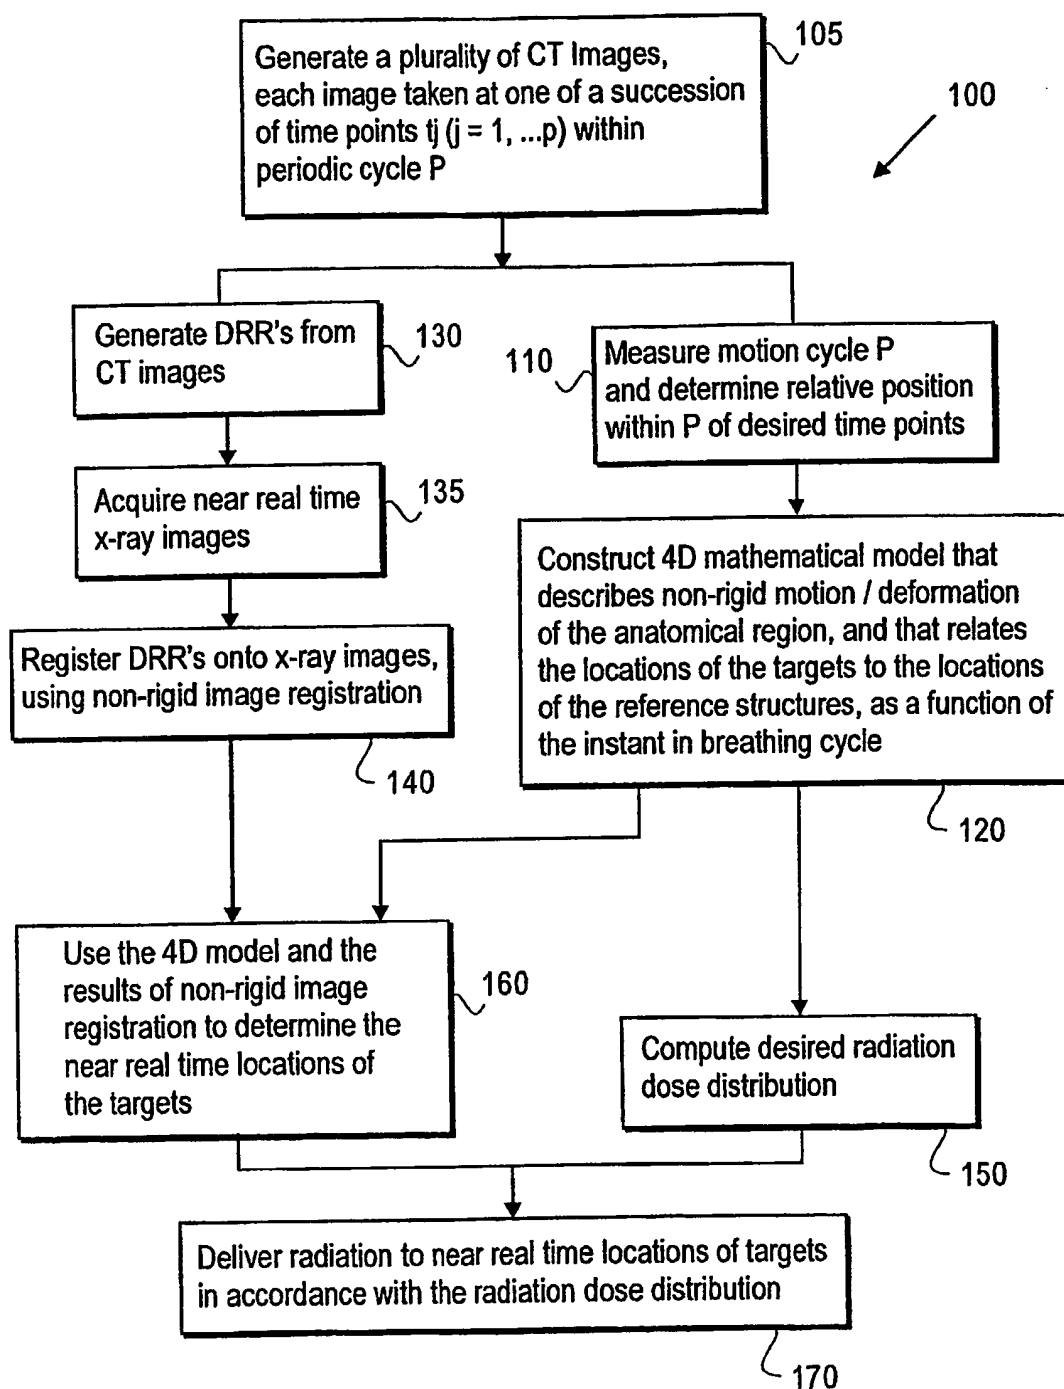 Generate a plurality of CT Images,
each image taken at one of a succession
of time points tj (j = 1, ...p) within
periodic cycle P
105
100
Generate DRR's from
CT images
130
110
Measure motion cycle P
and determine relative position
within P of desired time points
Acquire near real time
x-ray images
135
Construct 4D mathematical model that
describes non-rigid motion / deformation
of the anatomical region, and that relates
the locations of the targets to the locations
of the reference structures, as a function of
the instant in breathing cycle
120
Register DRR's onto x-ray images,
using non-rigid image registration
140
Use the 4D model and the
results of non-rigid image
registration to determine the
near real time locations of
the targets
160
Compute desired radiation
dose distribution
150
Deliver radiation to near real time locations of targets
in accordance with the radiation dose distribution
170